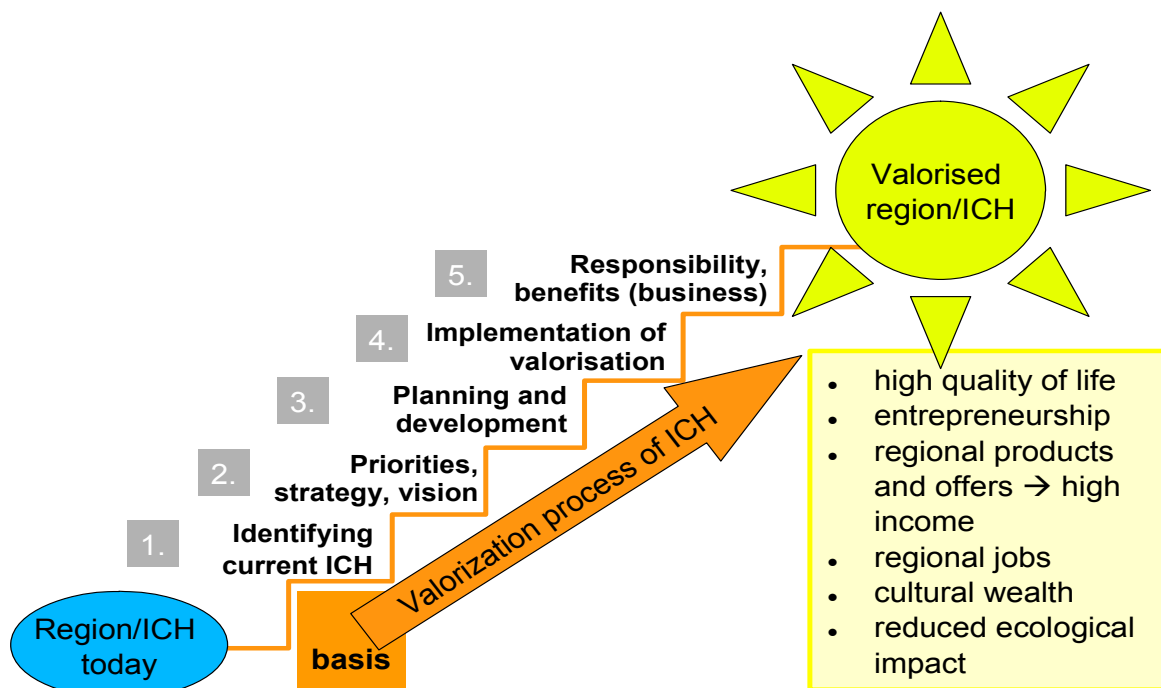 Valorised
region/ICH
5.
Responsibility,
benefits (business)
4.
Implementation of
valorisation
3.
Planning and
development
2.
Priorities,
strategy, vision
1.
Identifying
current ICH
Region/ICH
today
basis
Valorization process of ICH
• high quality of life
• entrepreneurship
• regional products
and offers → high
income
• regional jobs
• cultural wealth
• reduced ecological
impact